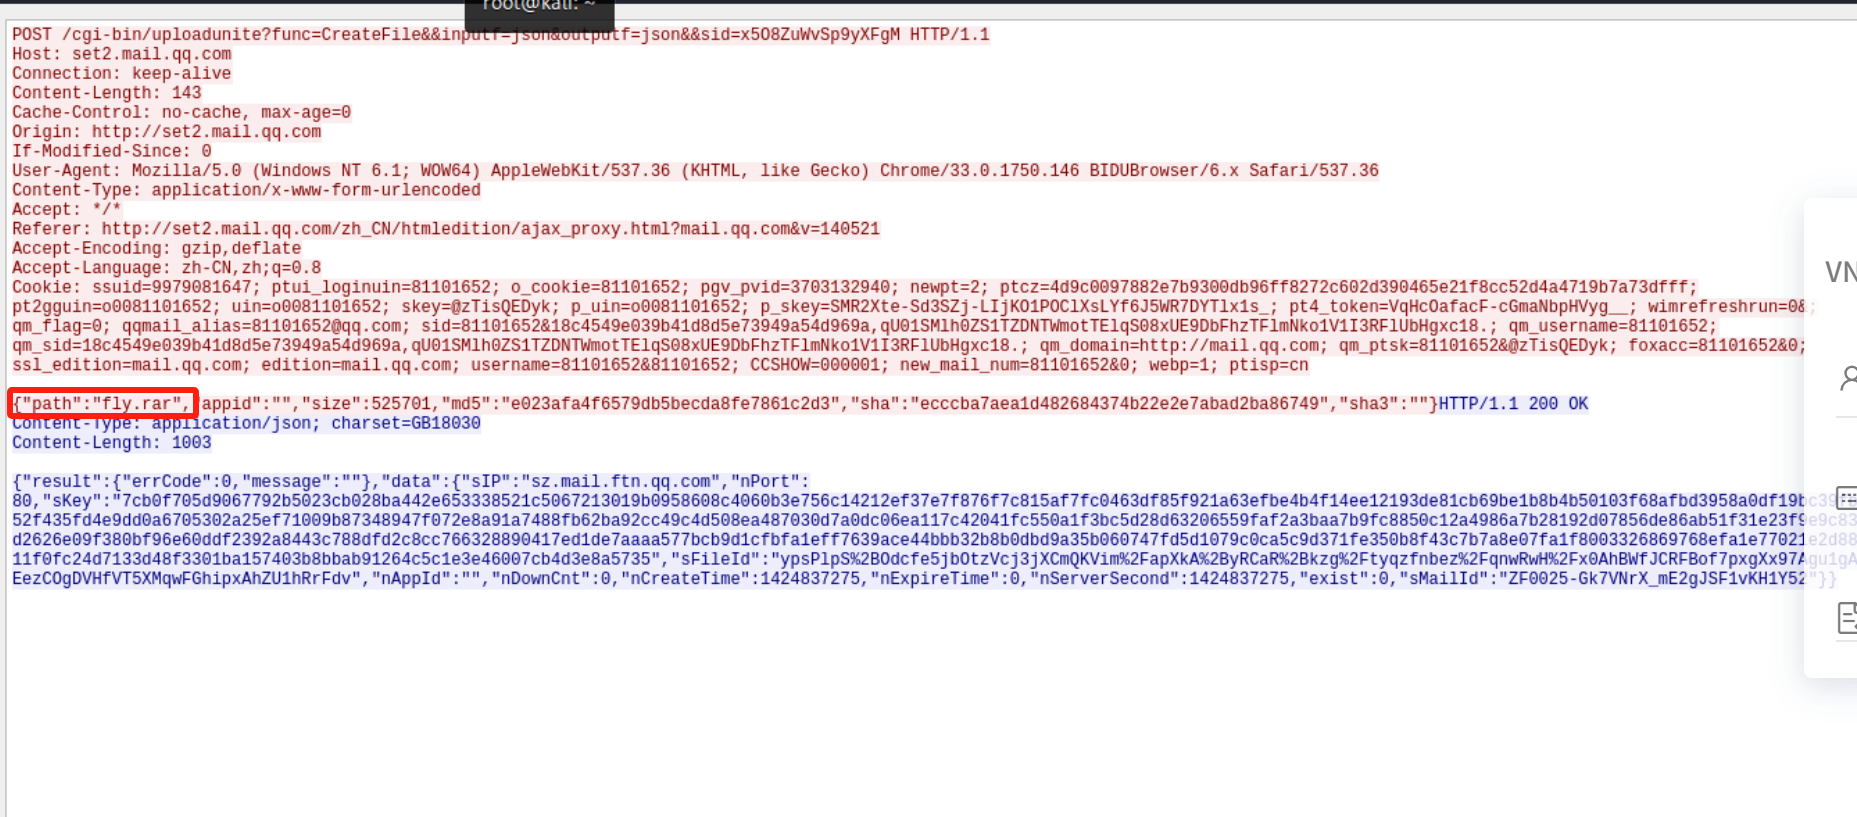 root@kali: ~
POST /cgi-bin/uploadunite?func=CreateFile&&inputf=json&outputf=json&&sid=x5O8ZuWvSp9yXFgM HTTP/1.1
Host: set2.mail.qq.com
Connection: keep-alive
Content-Length: 143
Cache-Control: no-cache, max-age=0
Origin: http://set2.mail.qq.com
If-Modified-Since: 0
User-Agent: Mozilla/5.0 (Windows NT 6.1; WOW64) AppleWebKit/537.36 (KHTML, like Gecko) Chrome/33.0.1750.146 BIDUBrowser/6.x Safari/537.36
Content-Type: application/x-www-form-urlencoded
Accept: */*
Referer: http://set2.mail.qq.com/zh_CN/htmledition/ajax_proxy.html?mail.qq.com&v=140521
Accept-Encoding: gzip,deflate
Accept-Language: zh-CN,zh;q=0.8
Cookie: ssuid=9979081647; ptui_loginuin=81101652; o_cookie=81101652; pgv_pvid=3703132940; newpt=2; ptcz=4d9c0097882e7b9300db96ff8272c602d390465e21f8cc52d4a4719b7a73dfff;
pt2gguin=o0081101652; uin=o0081101652; skey=@zTisQEDyk; p_uin=o0081101652; p_skey=SMR2Xte-Sd3SZj-LIjKO1POClXsLYf6J5WR7DYTlx1s_; pt4_token=VqHcOafacF-cGmaNbpHVyg__; wimrefreshrun=0&;
qm_flag=0; qqmail_alias=81101652@qq.com; sid=81101652&18c4549e039b41d8d5e73949a54d969a,qU01SMlh0ZS1TZDNTWmotTElqS08xUE9DbFhzTFlmNko1V1I3RFlUbHgxc18.; qm_username=81101652;
qm_sid=18c4549e039b41d8d5e73949a54d969a,qU01SMlh0ZS1TZDNTWmotTElqS08xUE9DbFhzTFlmNko1V1I3RFlUbHgxc18.; qm_domain=http://mail.qq.com; qm_ptsk=81101652&@zTisQEDyk; foxacc=81101652&0;
ssl_edition=mail.qq.com; edition=mail.qq.com; username=81101652&81101652; CCSHOW=000001; new_mail_num=81101652&0; webp=1; ptisp=cn
{"path":"fly.rar","appid":"","size":525701,"md5":"e023afa4f6579db5becda8fe7861c2d3","sha":"ecccba7aea1d482684374b22e2e7abad2ba86749","sha3":""}HTTP/1.1 200 OK
Content-Type: application/json; charset=GB18030
Content-Length: 1003
{"result":{"errCode":0,"message":""},"data":{"sIP":"sz.mail.ftn.qq.com","nPort":
80,"sKey":"7cb0f705d9067792b5023cb028ba442e653338521c5067213019b0958608c4060b3e756c14212ef37e7f876f7c815af7fc0463df85f921a63efbe4b4f14ee12193de81cb69be1b8b4b50103f68afbd3958a0df19bc39
52f435fd4e9dd0a6705302a25ef71009b87348947f072e8a91a7488fb62ba92cc49c4d508ea487030d7a0dc06ea117c42041fc550a1f3bc5d28d63206559faf2a3baa7b9fc8850c12a4986a7b28192d07856de86ab51f31e23f9e9c83
d2626e09f380bf96e60ddf2392a8443c788dfd2c8cc766328890417ed1de7aaaa577bcb9d1cfbfa1eff7639ace44bbb32b8b0dbd9a35b060747fd5d1079c0ca5c9d371fe350b8f43c7b7a8e07fa1f8003326869768efa1e77021e2d88
11f0fc24d7133d48f3301ba157403b8bbab91264c5c1e3e46007cb4d3e8a5735","sFileId":"ypsPlpS%2BOdcfe5jbOtzVcj3jXCmQKVim%2FapXkA%2ByRCaR%2Bkzg%2Ftyqzfnbez%2FqnwRwH%2Fx0AhBWfJCRFBof7pxgXx97Agu1gA
EezCOgDVHfVT5XMqwFGhipxAhZU1hRrFdv","nAppId":"","nDownCnt":0,"nCreateTime":1424837275,"nExpireTime":0,"nServerSecond":1424837275,"exist":0,"sMailId":"ZF0025-Gk7VNrX_mE2gJSF1vKH1Y52"}}
VN